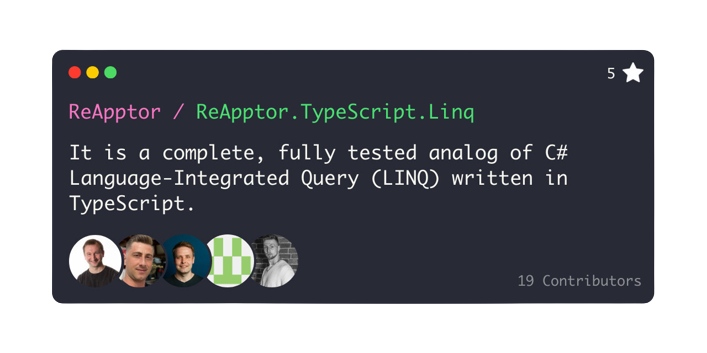 5
ReApptor / ReApptor.TypeScript.Linq
It is a complete, fully tested analog of C#
Language-Integrated Query (LINQ) written in
TypeScript.
19 Contributors